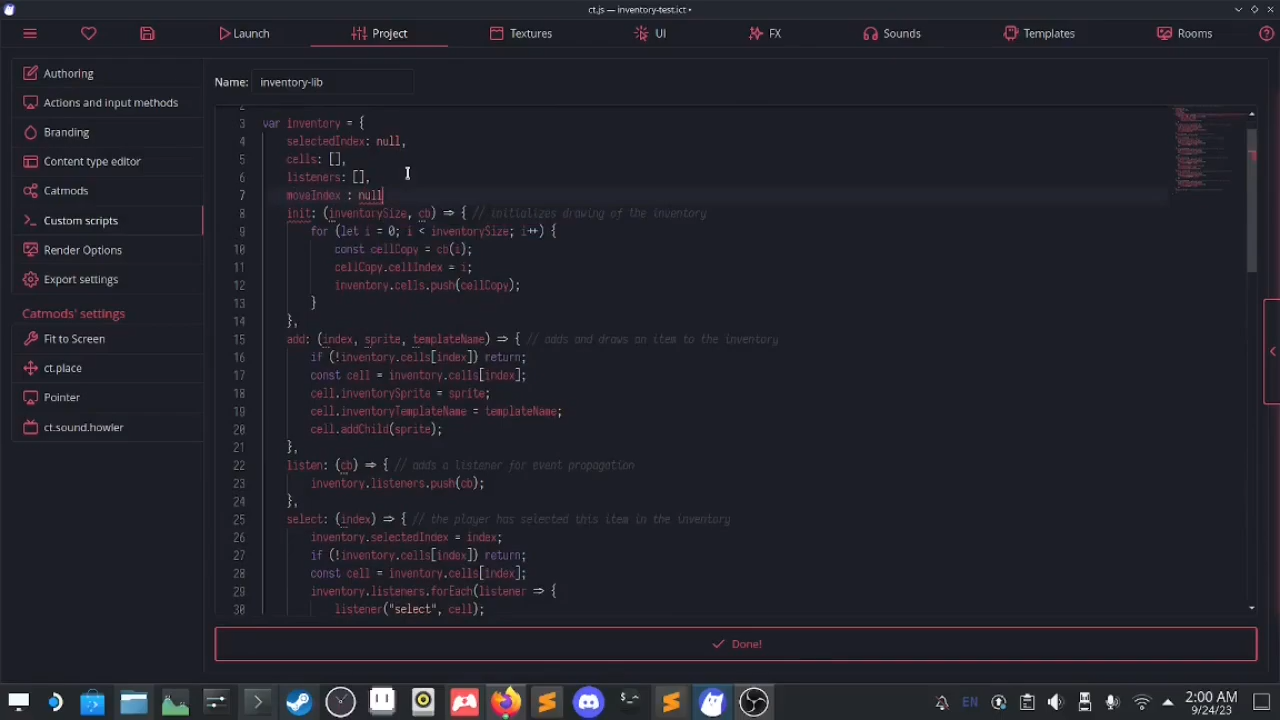 ct.js — inventory-test.ict •
Launch
Project
Textures
UI
FX
Sounds
Templates
Rooms
Authoring
Actions and input methods
Branding
Content type editor
Catmods
Custom scripts
Render Options
Export settings
Catmods' settings
Fit to Screen
ct.place
Pointer
ct.sound.howler
Name: inventory-lib
2
3 var inventory = {
4 selectedIndex: null,
5 cells: [],
6 listeners: [],
7 moveIndex : null
8 init: (inventorySize, cb) => { // initializes drawing of the inventory
9 for (let i = 0; i < inventorySize; i++) {
10 const cellCopy = cb(i);
11 cellCopy.cellIndex = i;
12 inventory.cells.push(cellCopy);
13 }
14 },
15 add: (index, sprite, templateName) => { // adds and draws an item to the inventory
16 if (!inventory.cells[index]) return;
17 const cell = inventory.cells[index];
18 cell.inventorySprite = sprite;
19 cell.inventoryTemplateName = templateName;
20 cell.addChild(sprite);
21 },
22 listen: (cb) => { // adds a listener for event propagation
23 inventory.listeners.push(cb);
24 },
25 select: (index) => { // the player has selected this item in the inventory
26 inventory.selectedIndex = index;
27 if (!inventory.cells[index]) return;
28 const cell = inventory.cells[index];
29 inventory.listeners.forEach(listener => {
30 listener("select", cell);
Done!
EN
2:00 AM
9/24/23